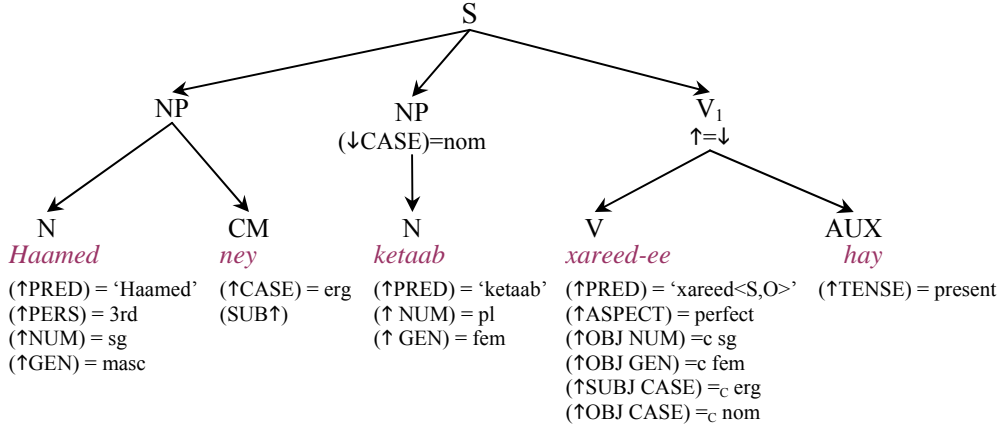 S
NP NP V₁
(↓CASE)=nom ↑=↓
N CM N V AUX
Haamed ney ketaab xareed-ee hay
(↑PRED) = ‘Haamed’ (↑CASE) = erg (↑PRED) = ‘ketaab’ (↑PRED) = ‘xareed<S,O>’ (↑TENSE) = present
(↑PERS) = 3rd (SUB↑) (↑ NUM) = pl (↑ASPECT) = perfect
(↑NUM) = sg (↑ GEN) = fem (↑OBJ NUM) =c sg
(↑GEN) = masc (↑OBJ GEN) =c fem
(↑SUBJ CASE) =c erg
(↑OBJ CASE) =c nom